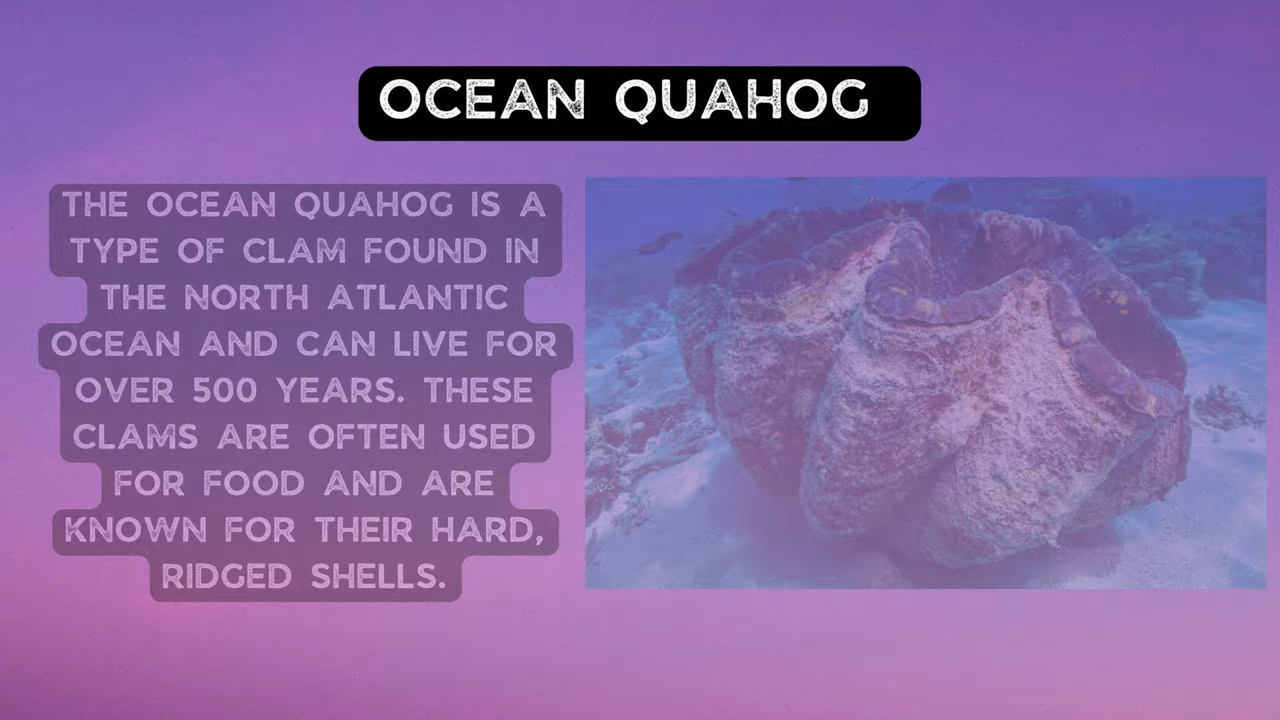 OCEAN QUAHOG
THE OCEAN QUAHOG IS A
TYPE OF CLAM FOUND IN
THE NORTH ATLANTIC
OCEAN AND CAN LIVE FOR
OVER 500 YEARS. THESE
CLAMS ARE OFTEN USED
FOR FOOD AND ARE
KNOWN FOR THEIR HARD,
RIDGED SHELLS.